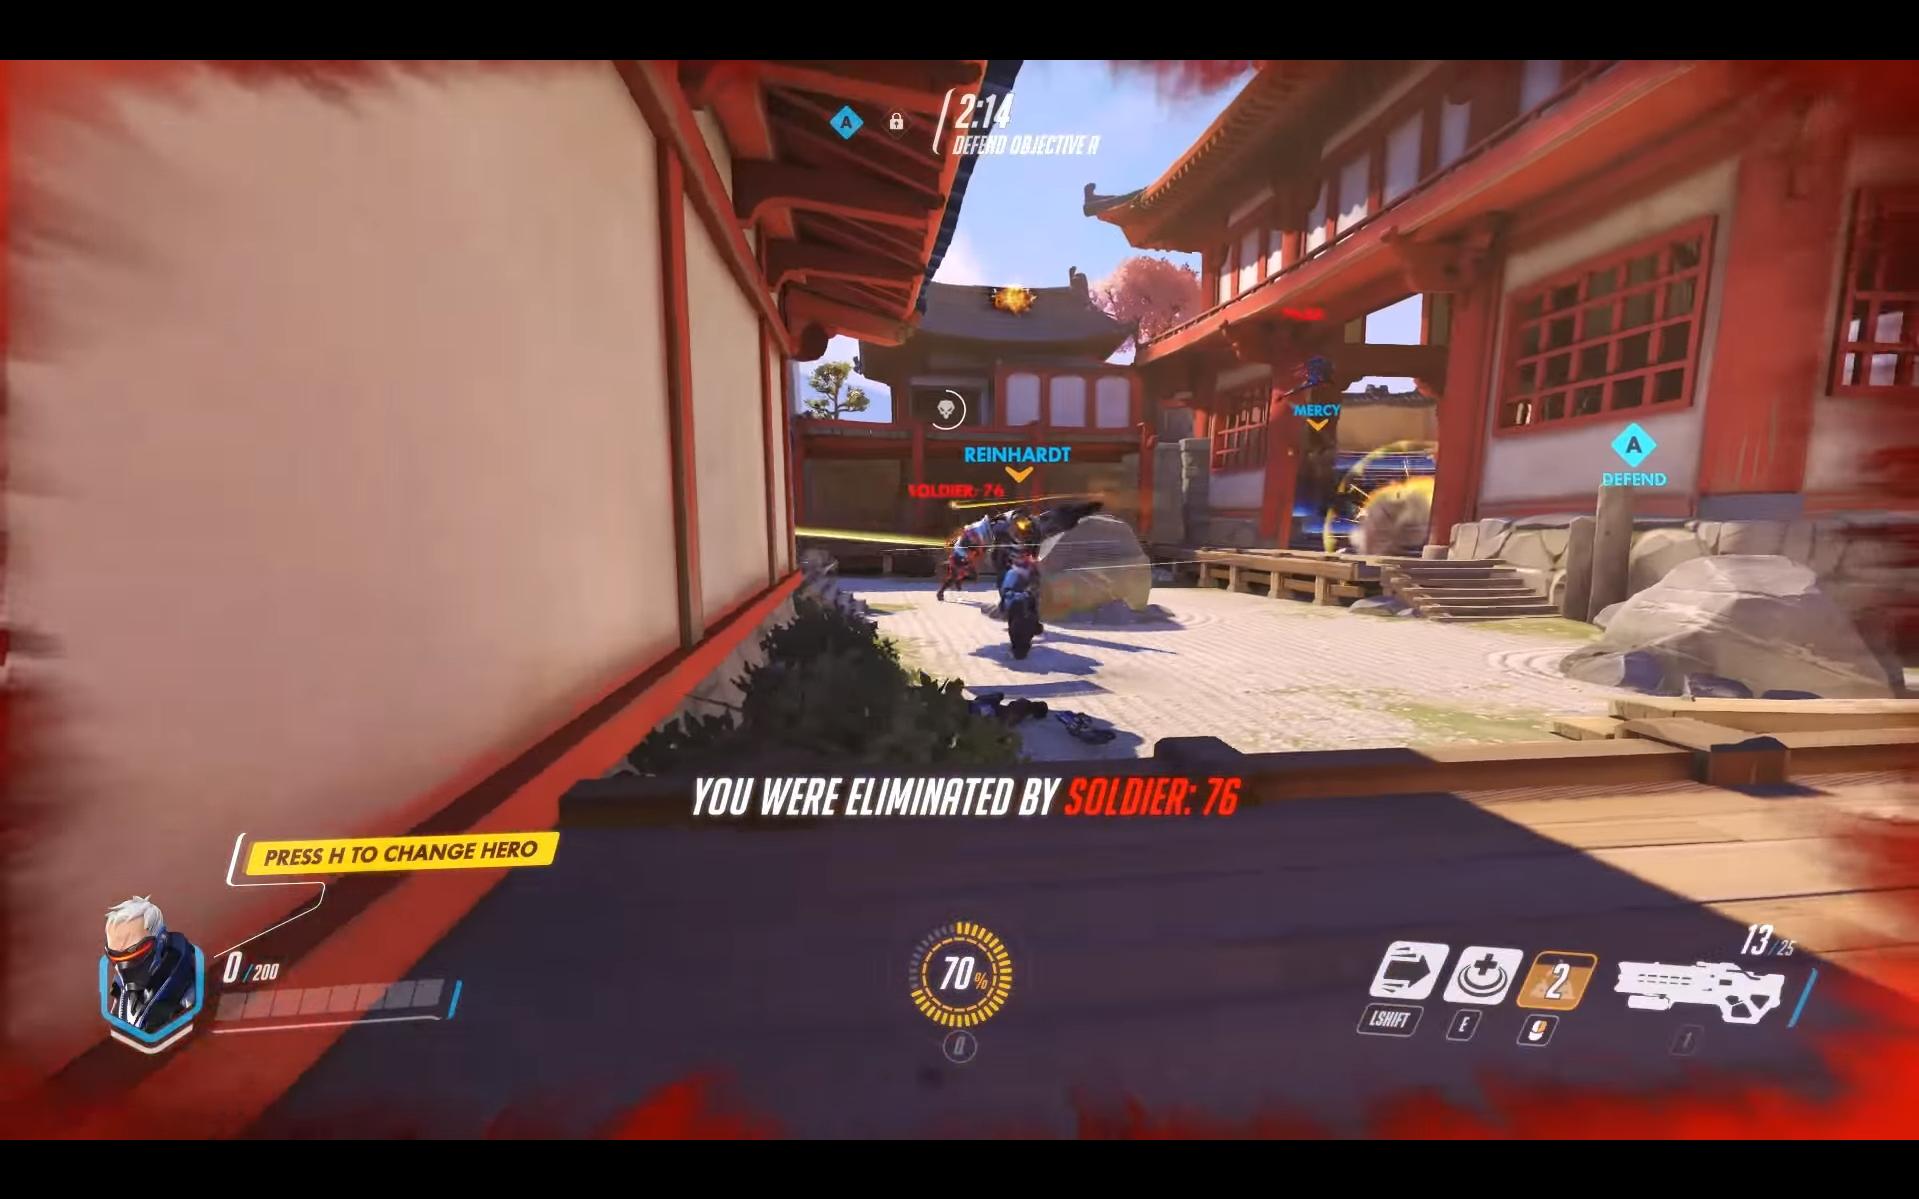 A
2:14
DEFEND OBJECTIVE A
MERCY
REINHARDT
SOLDIER: 76
A
DEFEND
YOU WERE ELIMINATED BY SOLDIER: 76
PRESS H TO CHANGE HERO
0/200
70%
Q
13/25
2
LSHIFT
E
1